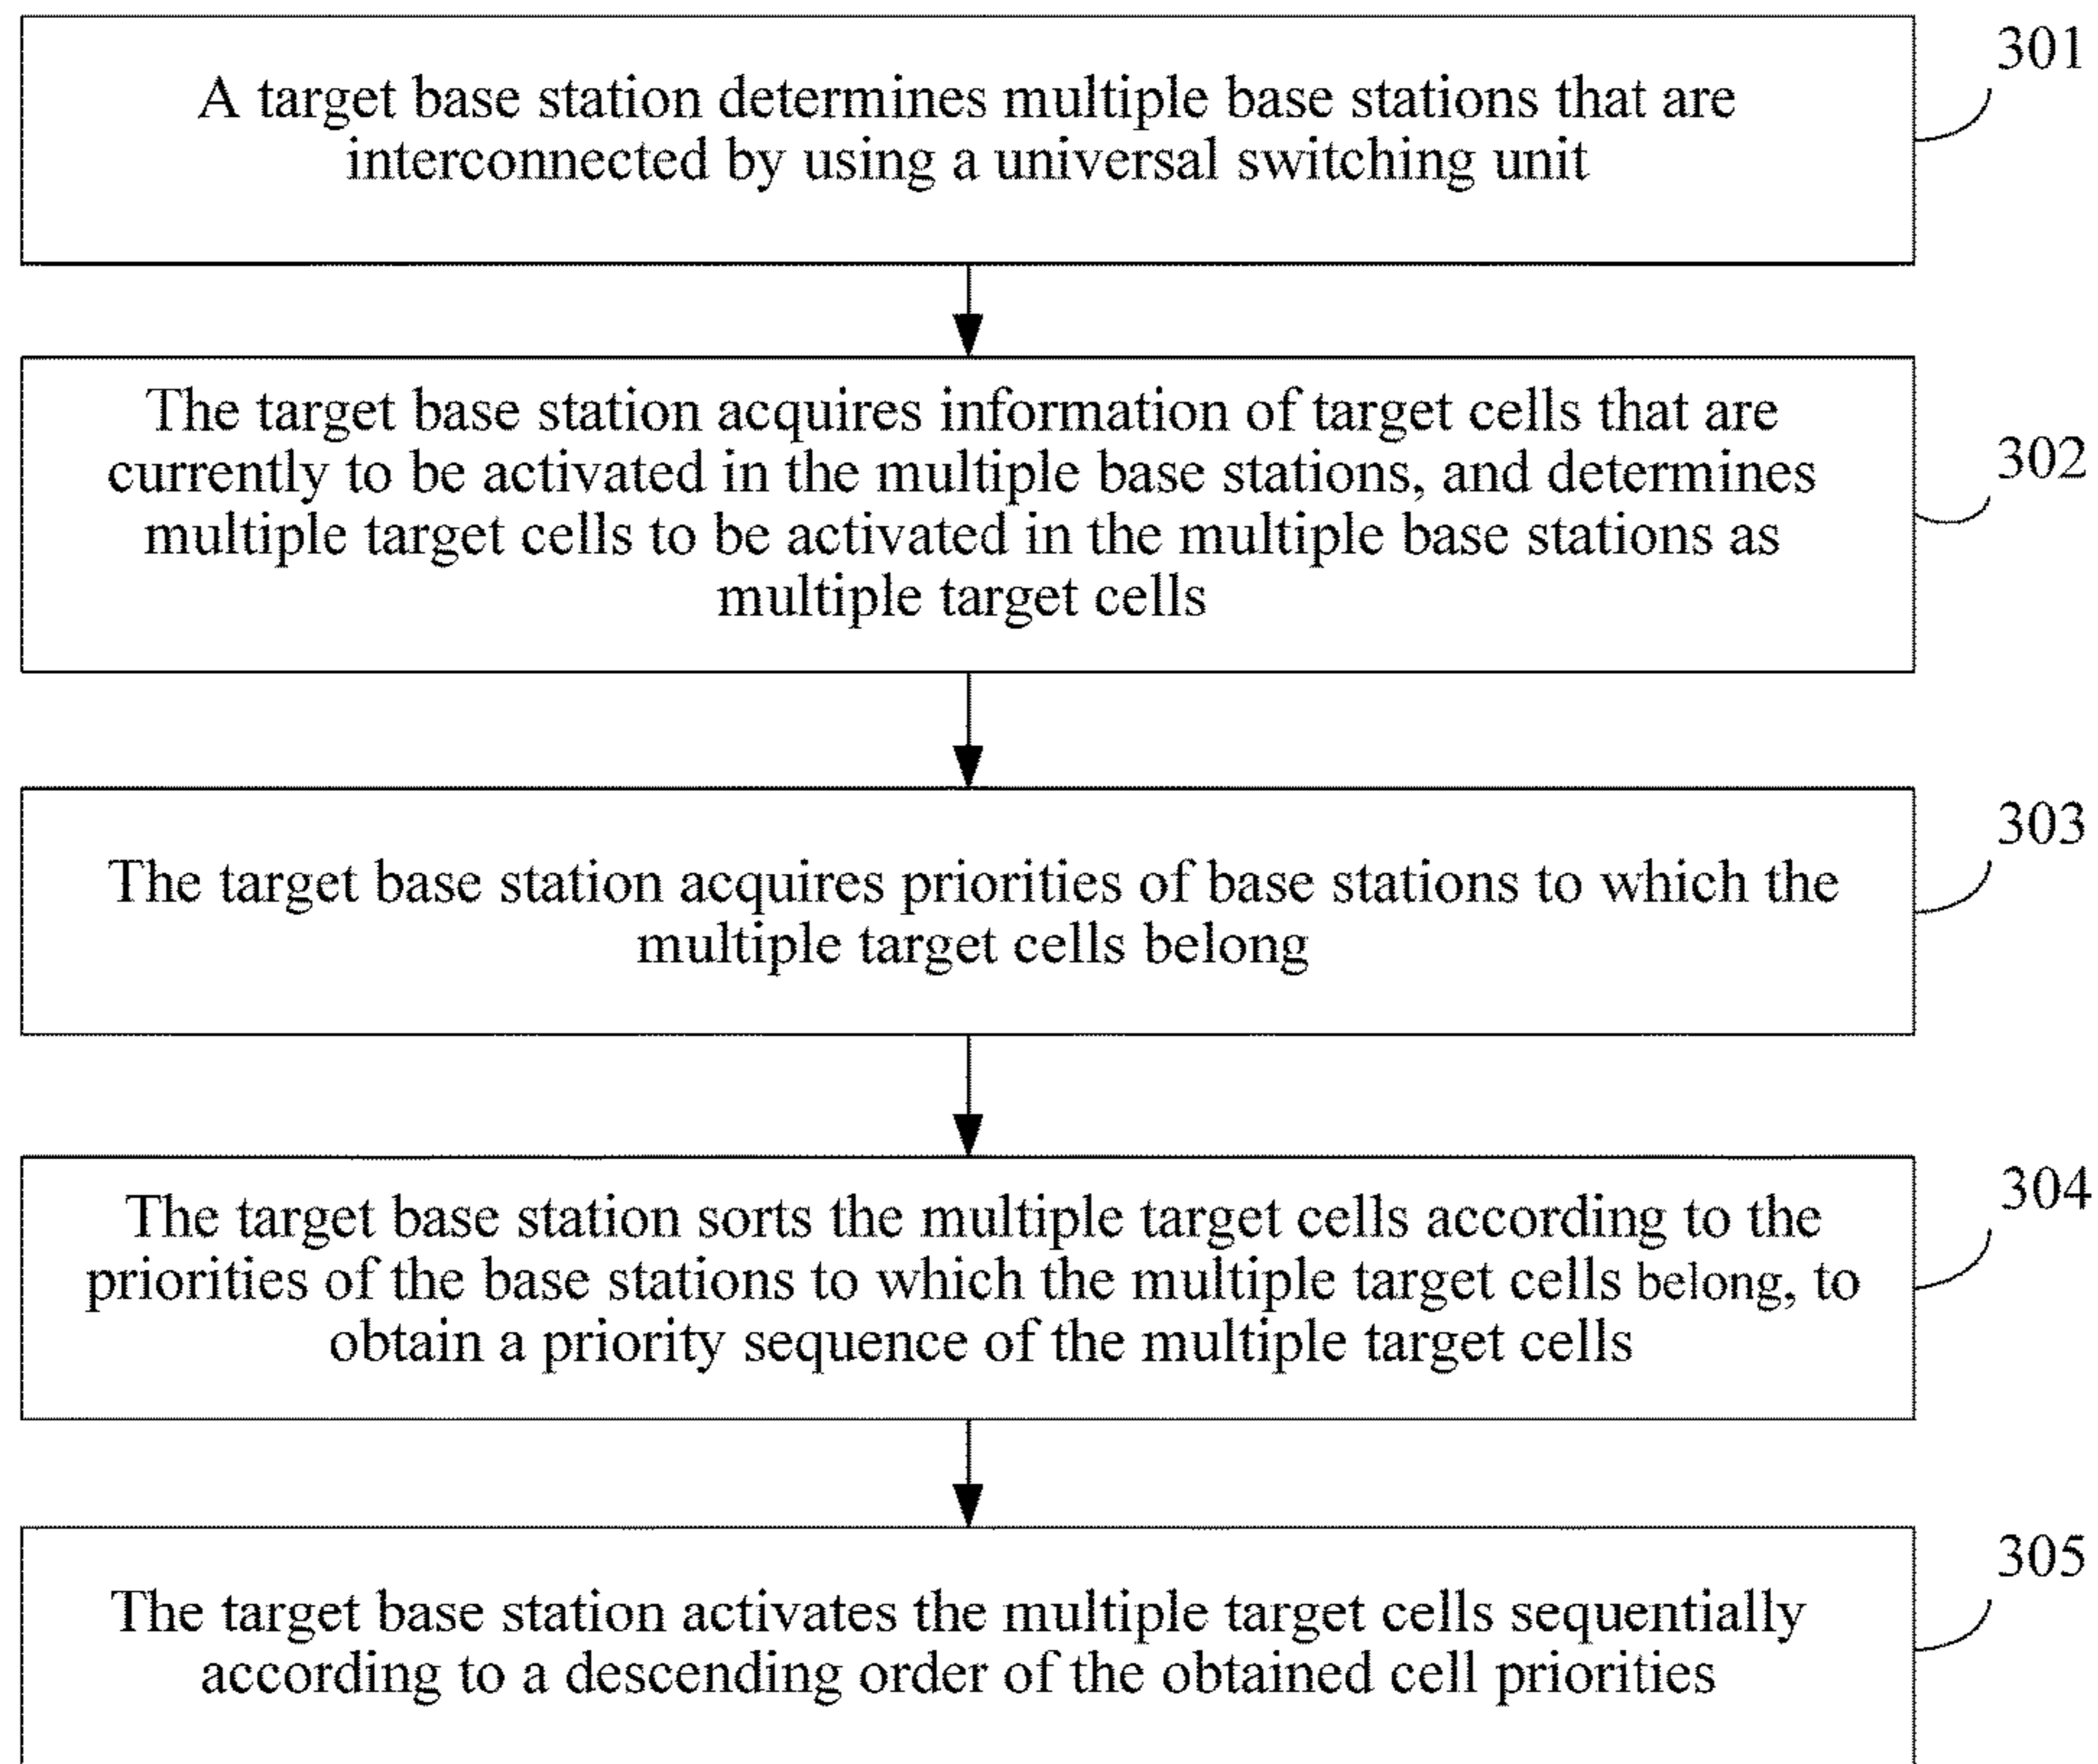 A target base station determines multiple base stations that are
interconnected by using a universal switching unit
301
The target base station acquires information of target cells that are
currently to be activated in the multiple base stations, and determines
multiple target cells to be activated in the multiple base stations as
multiple target cells
302
The target base station acquires priorities of base stations to which the
multiple target cells belong
303
The target base station sorts the multiple target cells according to the
priorities of the base stations to which the multiple target cells belong, to
obtain a priority sequence of the multiple target cells
304
The target base station activates the multiple target cells sequentially
according to a descending order of the obtained cell priorities
305